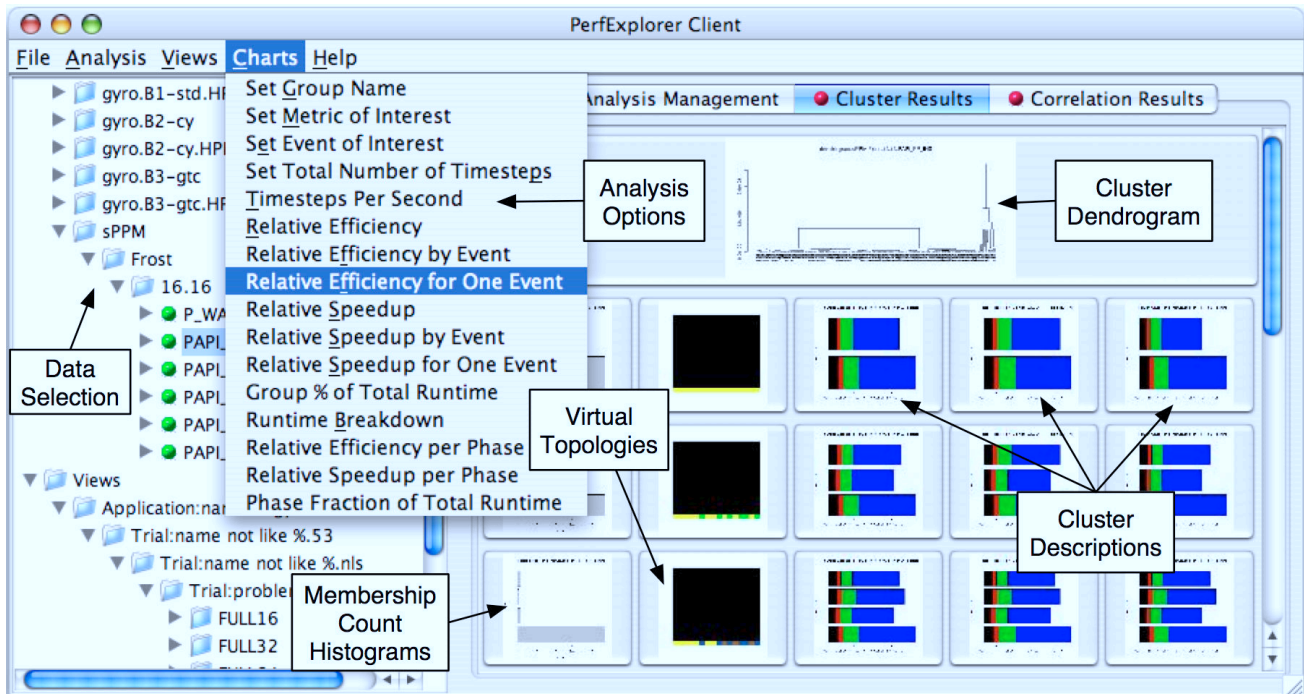 PerfExplorer Client
File Analysis Views Charts Help
gyro.B1-std.HP
gyro.B2-cy
gyro.B2-cy.HPM
gyro.B3-gtc
gyro.B3-gtc.HP
sPPM
Frost
16.16
P_WA
PAPI_
PAPI_
PAPI_
PAPI_
PAPI_
Views
Application:nam
Trial:name not like %.53
Trial:name not like %.nls
Trial:problem
FULL16
FULL32
Set Group Name
Set Metric of Interest
Set Event of Interest
Set Total Number of Timesteps
Timesteps Per Second
Relative Efficiency
Relative Efficiency by Event
Relative Efficiency for One Event
Relative Speedup
Relative Speedup by Event
Relative Speedup for One Event
Group % of Total Runtime
Runtime Breakdown
Relative Efficiency per Phase
Relative Speedup per Phase
Phase Fraction of Total Runtime
Analysis Management
Cluster Results
Correlation Results
Analysis
Options
Cluster
Dendrogram
Data
Selection
Virtual
Topologies
Cluster
Descriptions
Membership
Count
Histograms